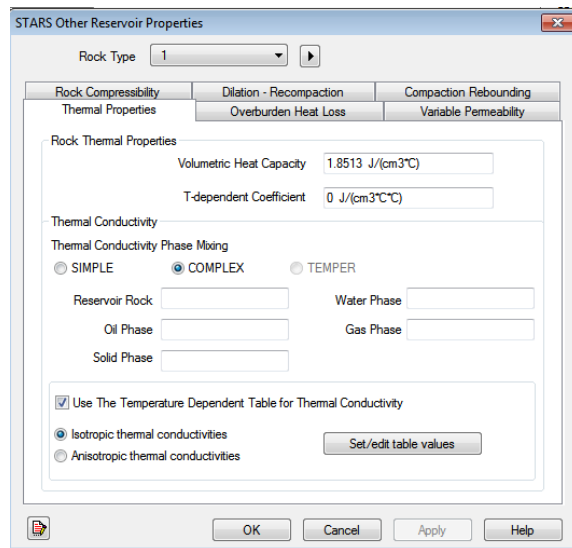 STARS Other Reservoir Properties
Rock Type 1
Rock Compressibility Dilation - Recompaction Compaction Rebounding
Thermal Properties Overburden Heat Loss Variable Permeability
Rock Thermal Properties
Volumetric Heat Capacity 1.8513 J/(cm3*C)
T-dependent Coefficient 0 J/(cm3*C*C)
Thermal Conductivity
Thermal Conductivity Phase Mixing
SIMPLE COMPLEX TEMPER
Reservoir Rock Water Phase
Oil Phase Gas Phase
Solid Phase
Use The Temperature Dependent Table for Thermal Conductivity
Isotropic thermal conductivities
Set/edit table values
Anisotropic thermal conductivities
OK Cancel Apply Help